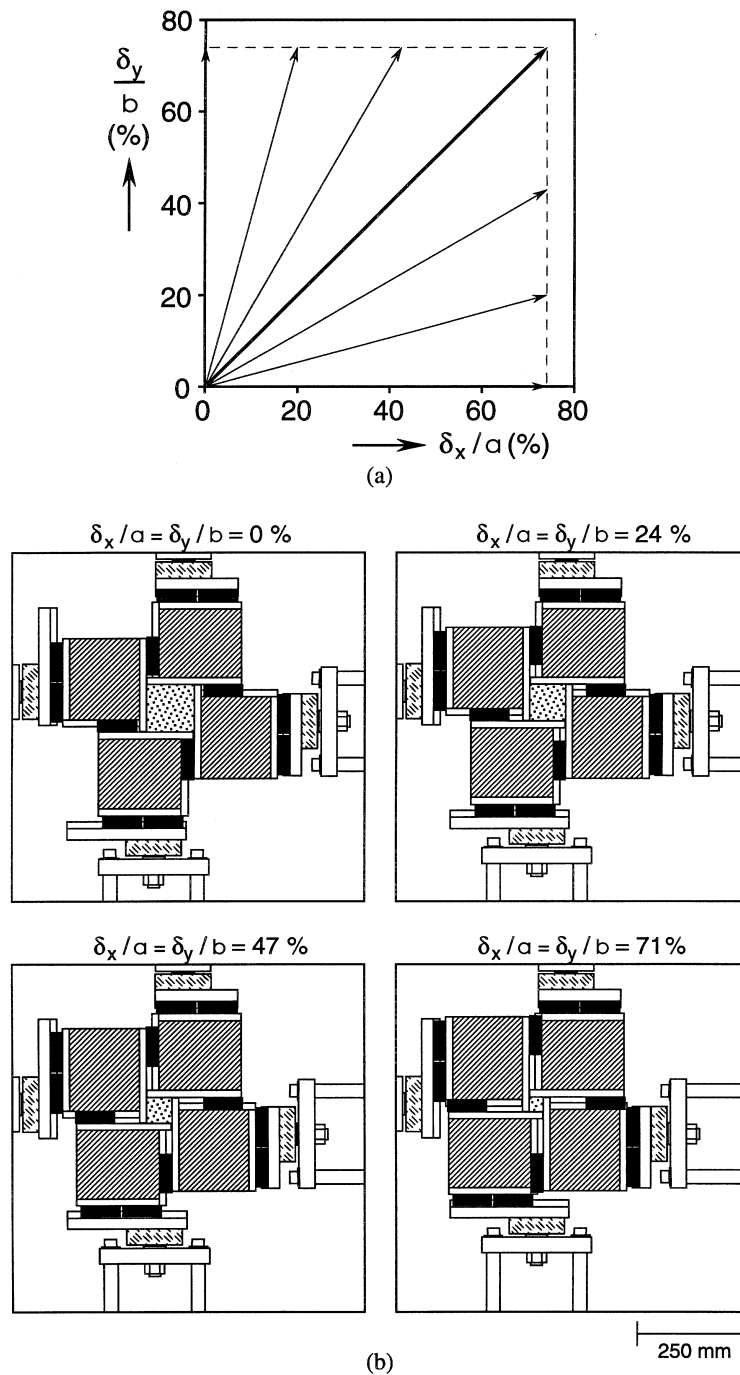 80
δy
b
(%)
60
40
20
0
0 20 40 60 80
δx/a (%)
(a)
δx/a = δy/b = 0 % δx/a = δy/b = 24 %
δx/a = δy/b = 47 % δx/a = δy/b = 71%
250 mm
(b)